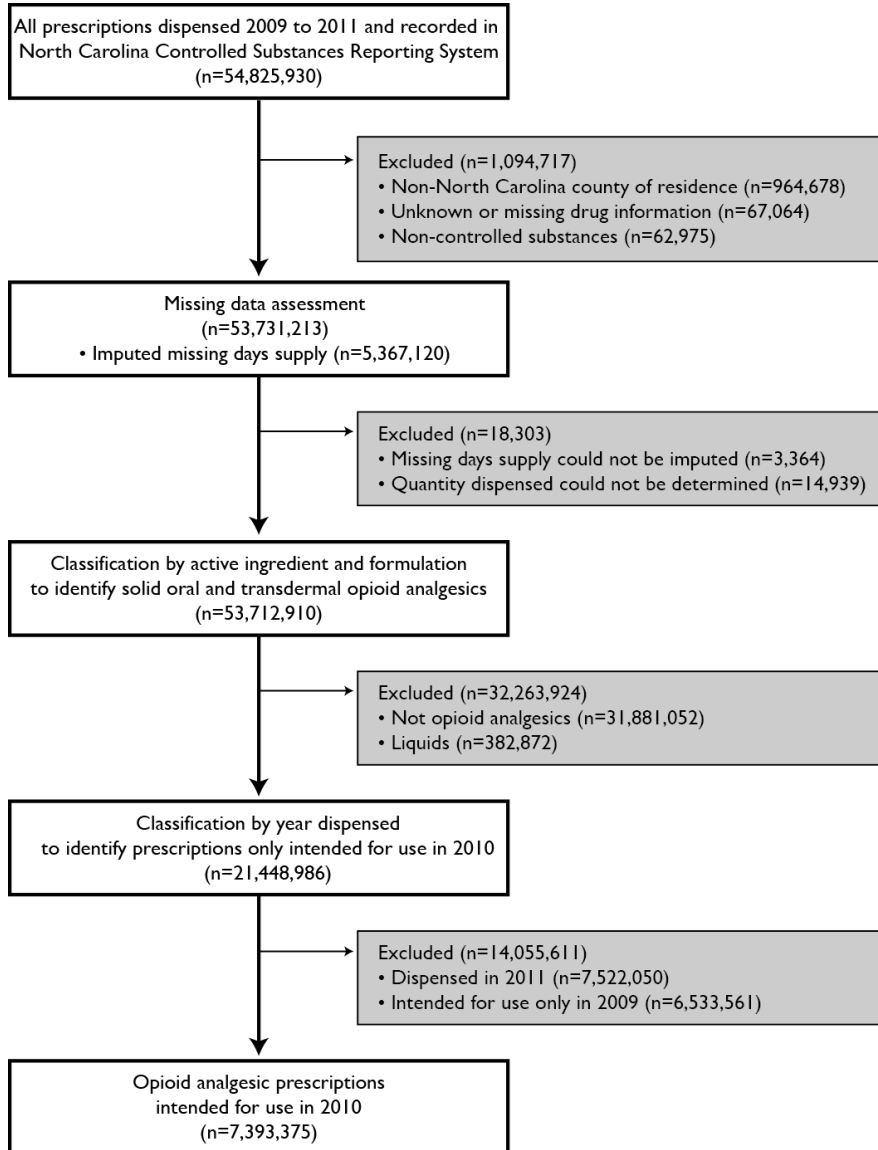 All prescriptions dispensed 2009 to 2011 and recorded in
North Carolina Controlled Substances Reporting System
(n=54,825,930)
Excluded (n=1,094,717)
• Non-North Carolina county of residence (n=964,678)
• Unknown or missing drug information (n=67,064)
• Non-controlled substances (n=62,975)
Missing data assessment
(n=53,731,213)
• Imputed missing days supply (n=5,367,120)
Excluded (n=18,303)
• Missing days supply could not be imputed (n=3,364)
• Quantity dispensed could not be determined (n=14,939)
Classification by active ingredient and formulation
to identify solid oral and transdermal opioid analgesics
(n=53,712,910)
Excluded (n=32,263,924)
• Not opioid analgesics (n=31,881,052)
• Liquids (n=382,872)
Classification by year dispensed
to identify prescriptions only intended for use in 2010
(n=21,448,986)
Excluded (n=14,055,611)
• Dispensed in 2011 (n=7,522,050)
• Intended for use only in 2009 (n=6,533,561)
Opioid analgesic prescriptions
intended for use in 2010
(n=7,393,375)